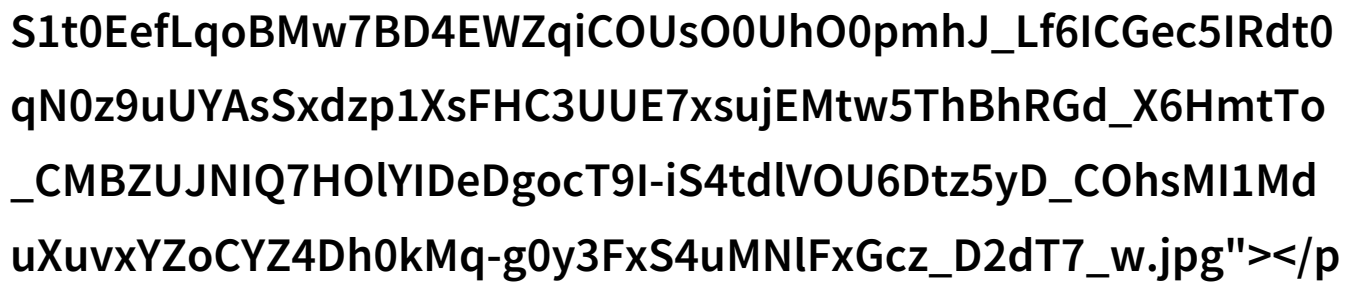 S1t0EefLqoBMw7BD4EWZqiCOUsO0UhO0pmhJ_Lf6ICGec5IRdt0
qN0z9uUYAsSxdzp1XsFHC3UUE7xsujEMtw5ThBhRGd_X6HmtTo
_CMBZUJNIQ7HOlYIDeDgocT9I-iS4tdlVOU6Dtz5yD_COhsMI1Md
uXuvxYZoCYZ4Dh0kMq-g0y3FxS4uMNlFxGcz_D2dT7_w.jpg"></p